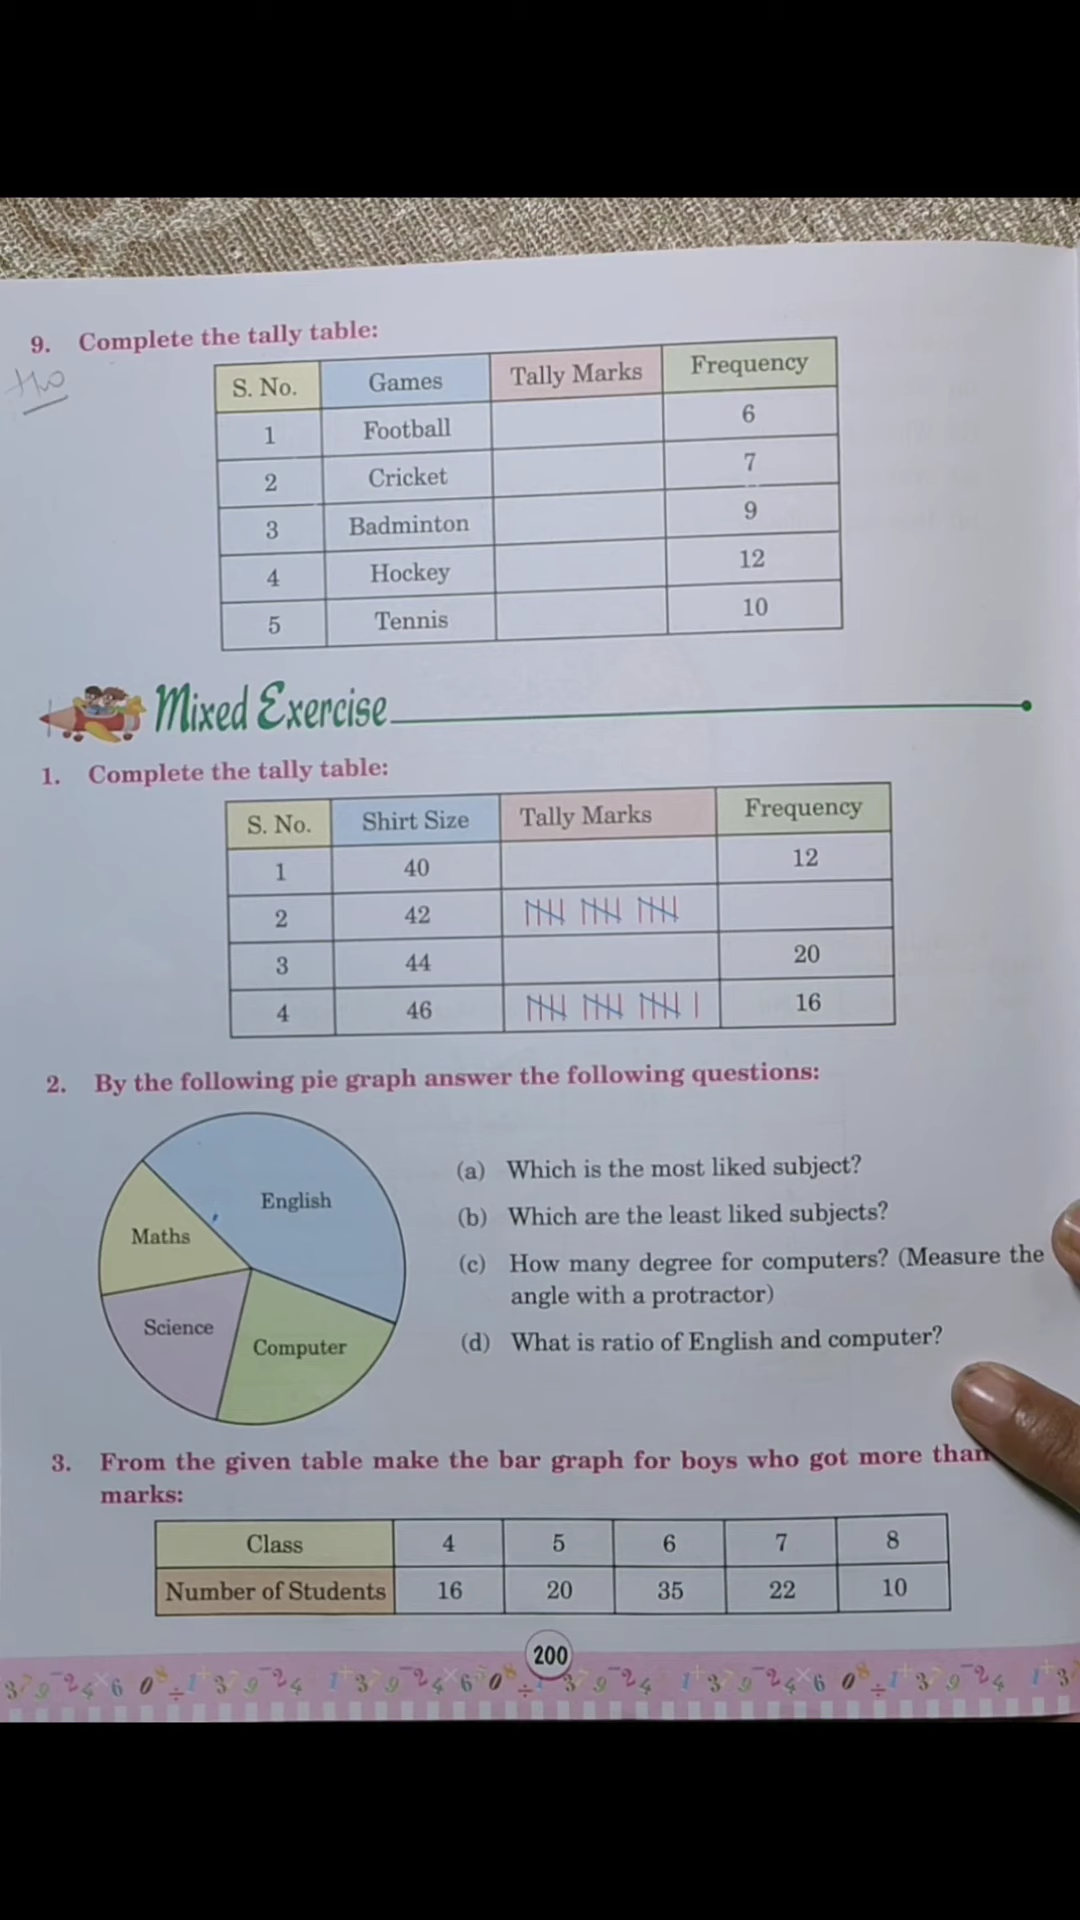 9. Complete the tally table:
S. No. Games Tally Marks Frequency
1 Football 6
2 Cricket 7
3 Badminton 9
4 Hockey 12
5 Tennis 10
Mixed Exercise
1. Complete the tally table:
S. No. Shirt Size Tally Marks Frequency
1 40 12
2 42
3 44 20
4 46 16
2. By the following pie graph answer the following questions:
English
Maths
Science
Computer
(a) Which is the most liked subject?
(b) Which are the least liked subjects?
(c) How many degree for computers? (Measure the
angle with a protractor)
(d) What is ratio of English and computer?
3. From the given table make the bar graph for boys who got more than
marks:
Class 4 5 6 7 8
Number of Students 16 20 35 22 10
200